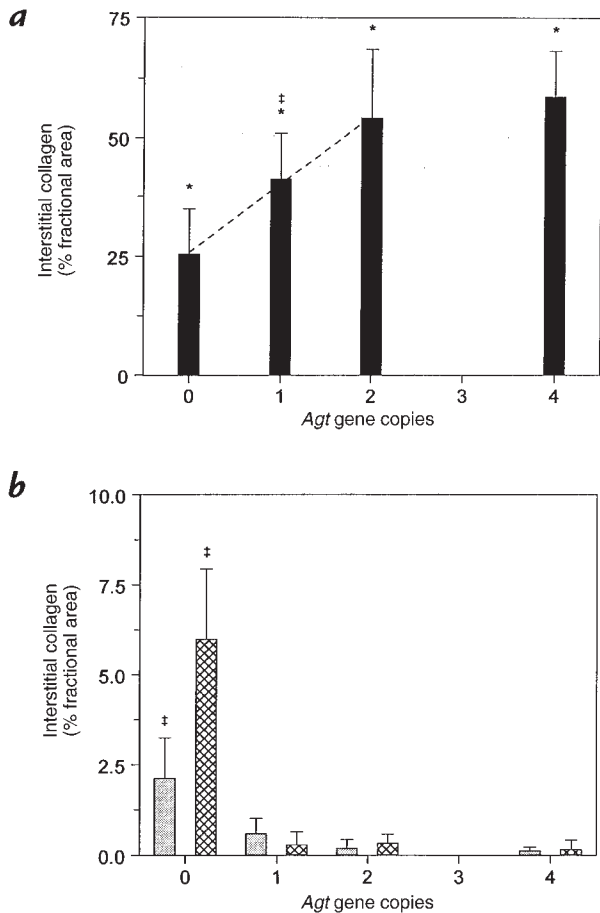 a
75
50
25
0
Interstitial collagen
(% fractional area)
*
‡
*
*
*
0 1 2 3 4
Agt gene copies
b
10.0
7.5
5.0
2.5
0.0
Interstitial collagen
(% fractional area)
‡
‡
0 1 2 3 4
Agt gene copies